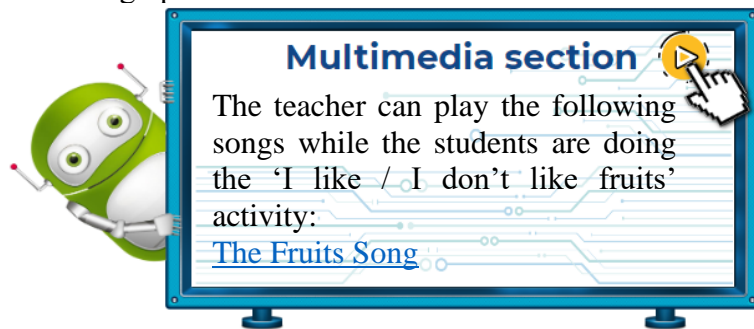 Multimedia section
The teacher can play the following
songs while the students are doing
the ‘I like / I don’t like fruits’
activity:
The Fruits Song